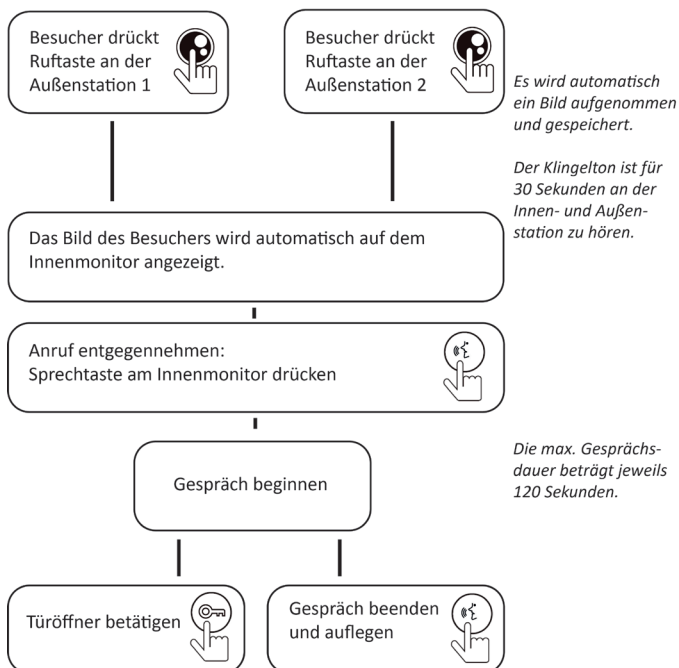 Besucher drückt
Ruftaste an der
Außenstation 1
Besucher drückt
Ruftaste an der
Außenstation 2
Es wird automatisch
ein Bild aufgenommen
und gespeichert.
Der Klingelton ist für
30 Sekunden an der
Innen- und Außen-
station zu hören.
Das Bild des Besuchers wird automatisch auf dem
Innenmonitor angezeigt.
Anruf entgegennehmen:
Sprechtaste am Innenmonitor drücken
Die max. Gesprächs-
dauer beträgt jeweils
120 Sekunden.
Gespräch beginnen
Türöffner betätigen
Gespräch beenden
und auflegen